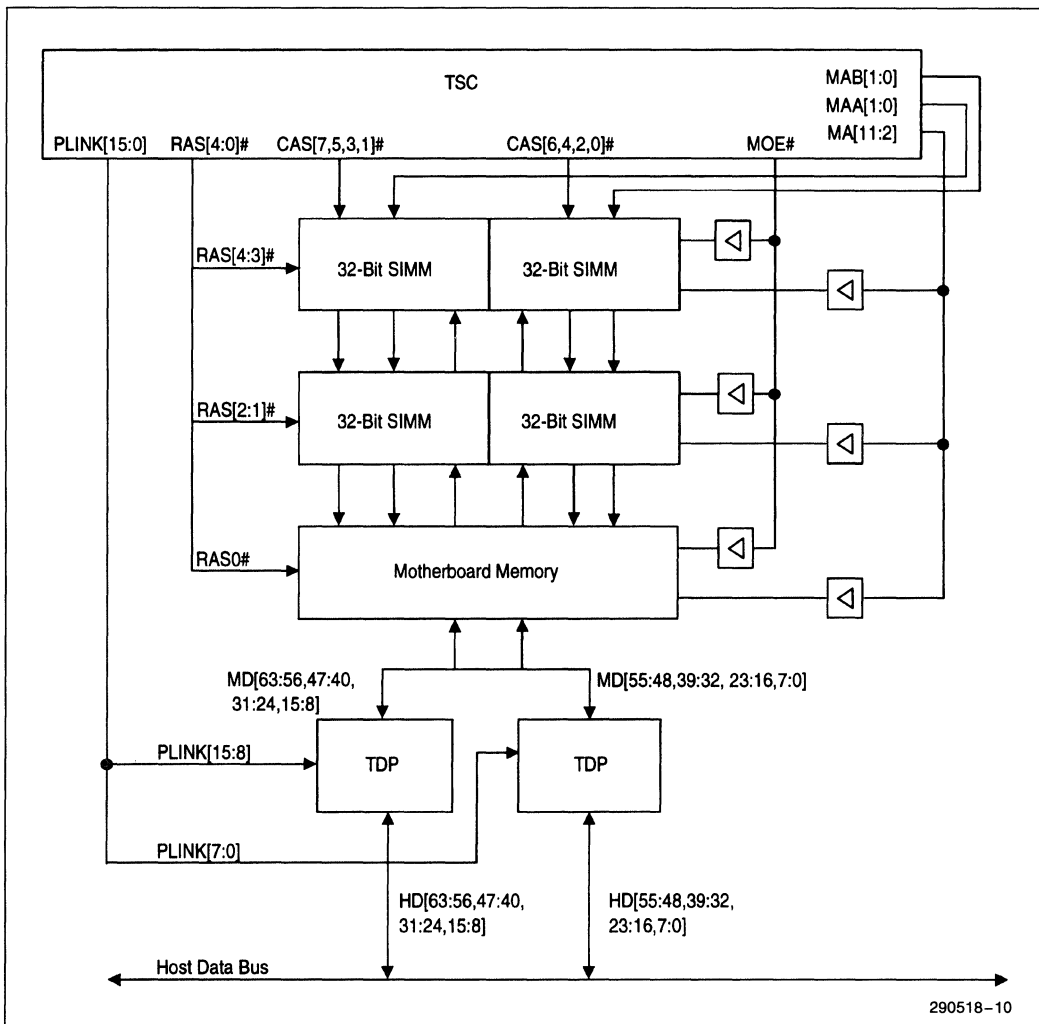 TSC
MAB[1:0]
MAA[1:0]
MA[11:2]
PLINK[15:0]
RAS[4:0]#
CAS[7,5,3,1]#
CAS[6,4,2,0]#
MOE#
RAS[4:3]#
32-Bit SIMM
32-Bit SIMM
RAS[2:1]#
32-Bit SIMM
32-Bit SIMM
RAS0#
Motherboard Memory
MD[63:56,47:40,
31:24,15:8]
MD[55:48,39:32, 23:16,7:0]
PLINK[15:8]
TDP
TDP
PLINK[7:0]
HD[63:56,47:40,
31:24,15:8]
HD[55:48,39:32,
23:16,7:0]
Host Data Bus
290518–10